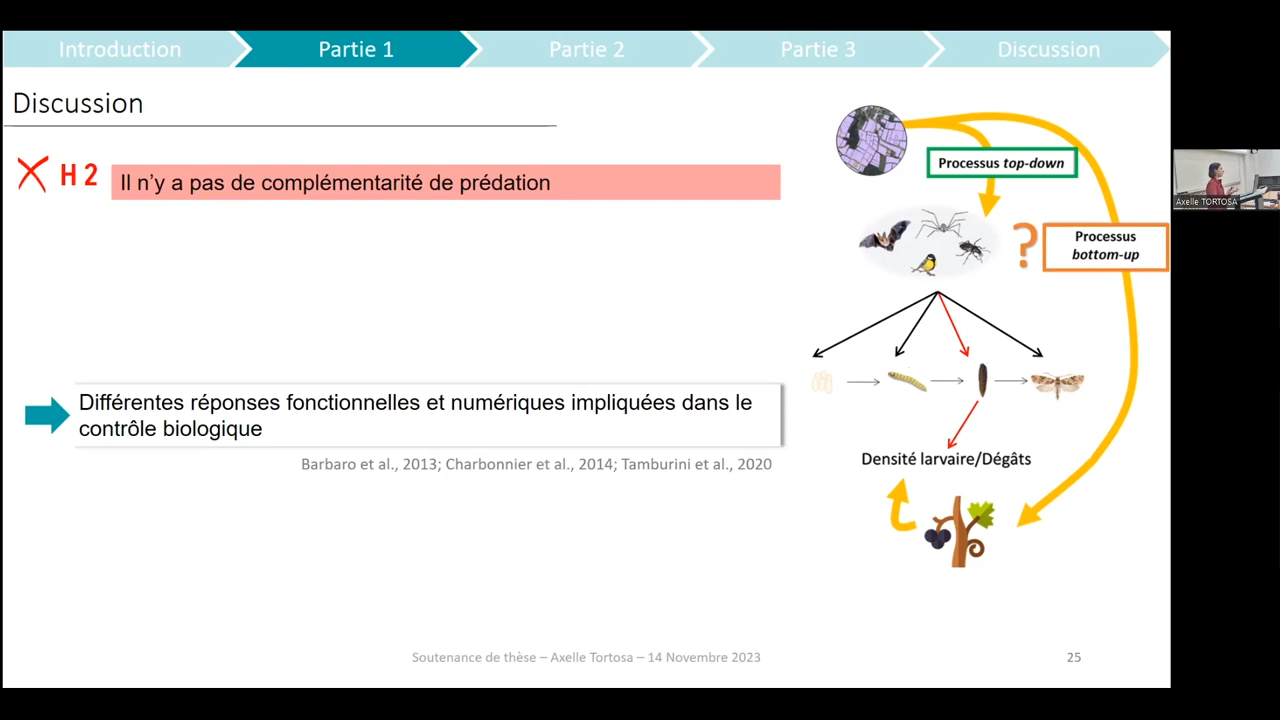 Introduction
Partie 1
Partie 2
Partie 3
Discussion
Discussion
H 2
Il n'y a pas de complémentarité de prédation
Processus top-down
?
Processus
bottom-up
Différentes réponses fonctionnelles et numériques impliquées dans le
contrôle biologique
Barbaro et al., 2013; Charbonnier et al., 2014; Tamburini et al., 2020
Densité larvaire/Dégâts
Soutenance de thèse – Axelle Tortosa – 14 Novembre 2023
25
Axelle TORTOSA